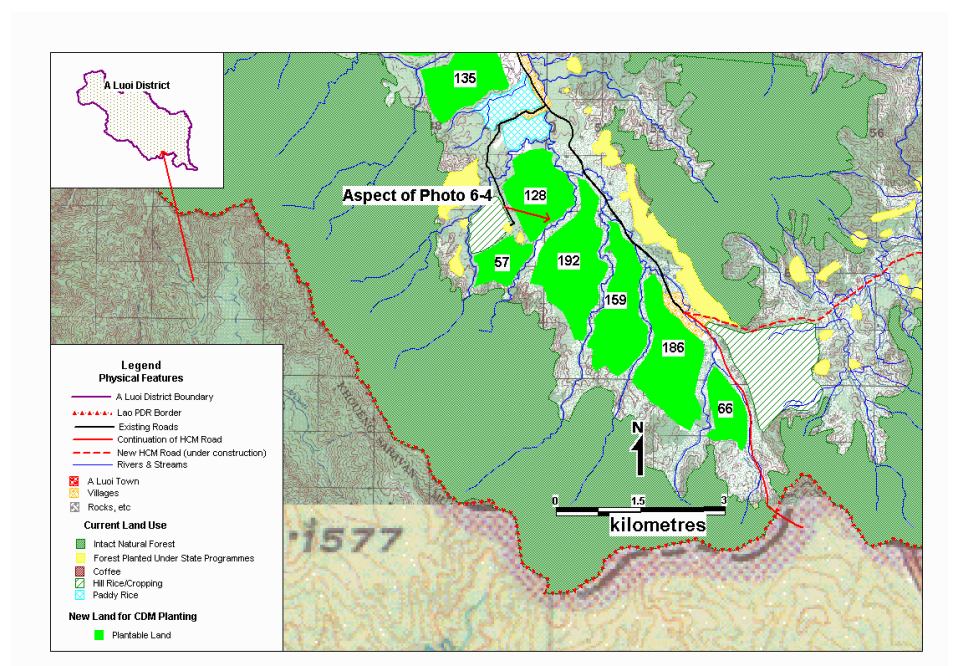 A Luoi District
135
56
Aspect of Photo 6-4
128
57
192
159
186
66
N
0 1.5 3
kilometres
ri577
Legend
Physical Features
A Luoi District Boundary
Lao PDR Border
Existing Roads
Continuation of HCM Road
New HCM Road (under construction)
Rivers & Streams
A Luoi Town
Villages
Rocks, etc
Current Land Use
Intact Natural Forest
Forest Planted Under State Programmes
Coffee
Hill Rice/Cropping
Paddy Rice
New Land for CDM Planting
Plantable Land